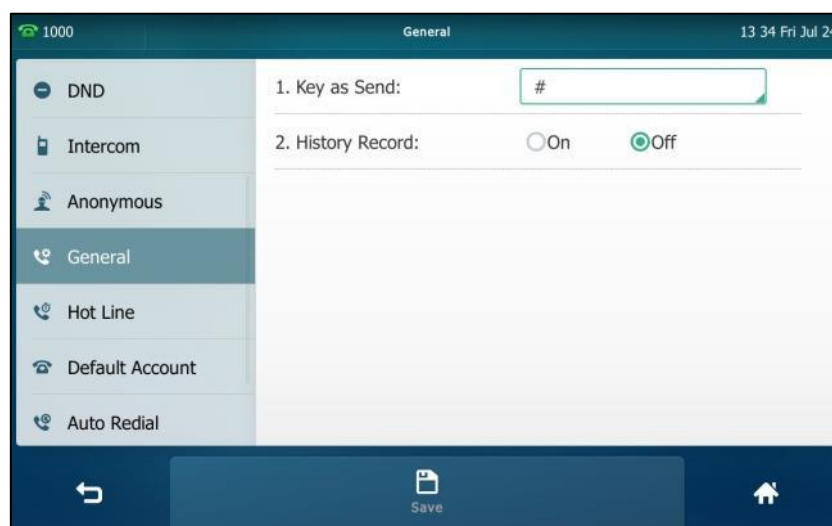 1000 General 13 34 Fri Jul 24
DND
1. Key as Send: #
Intercom
2. History Record: On Off
Anonymous
General
Hot Line
Default Account
Auto Redial
Save